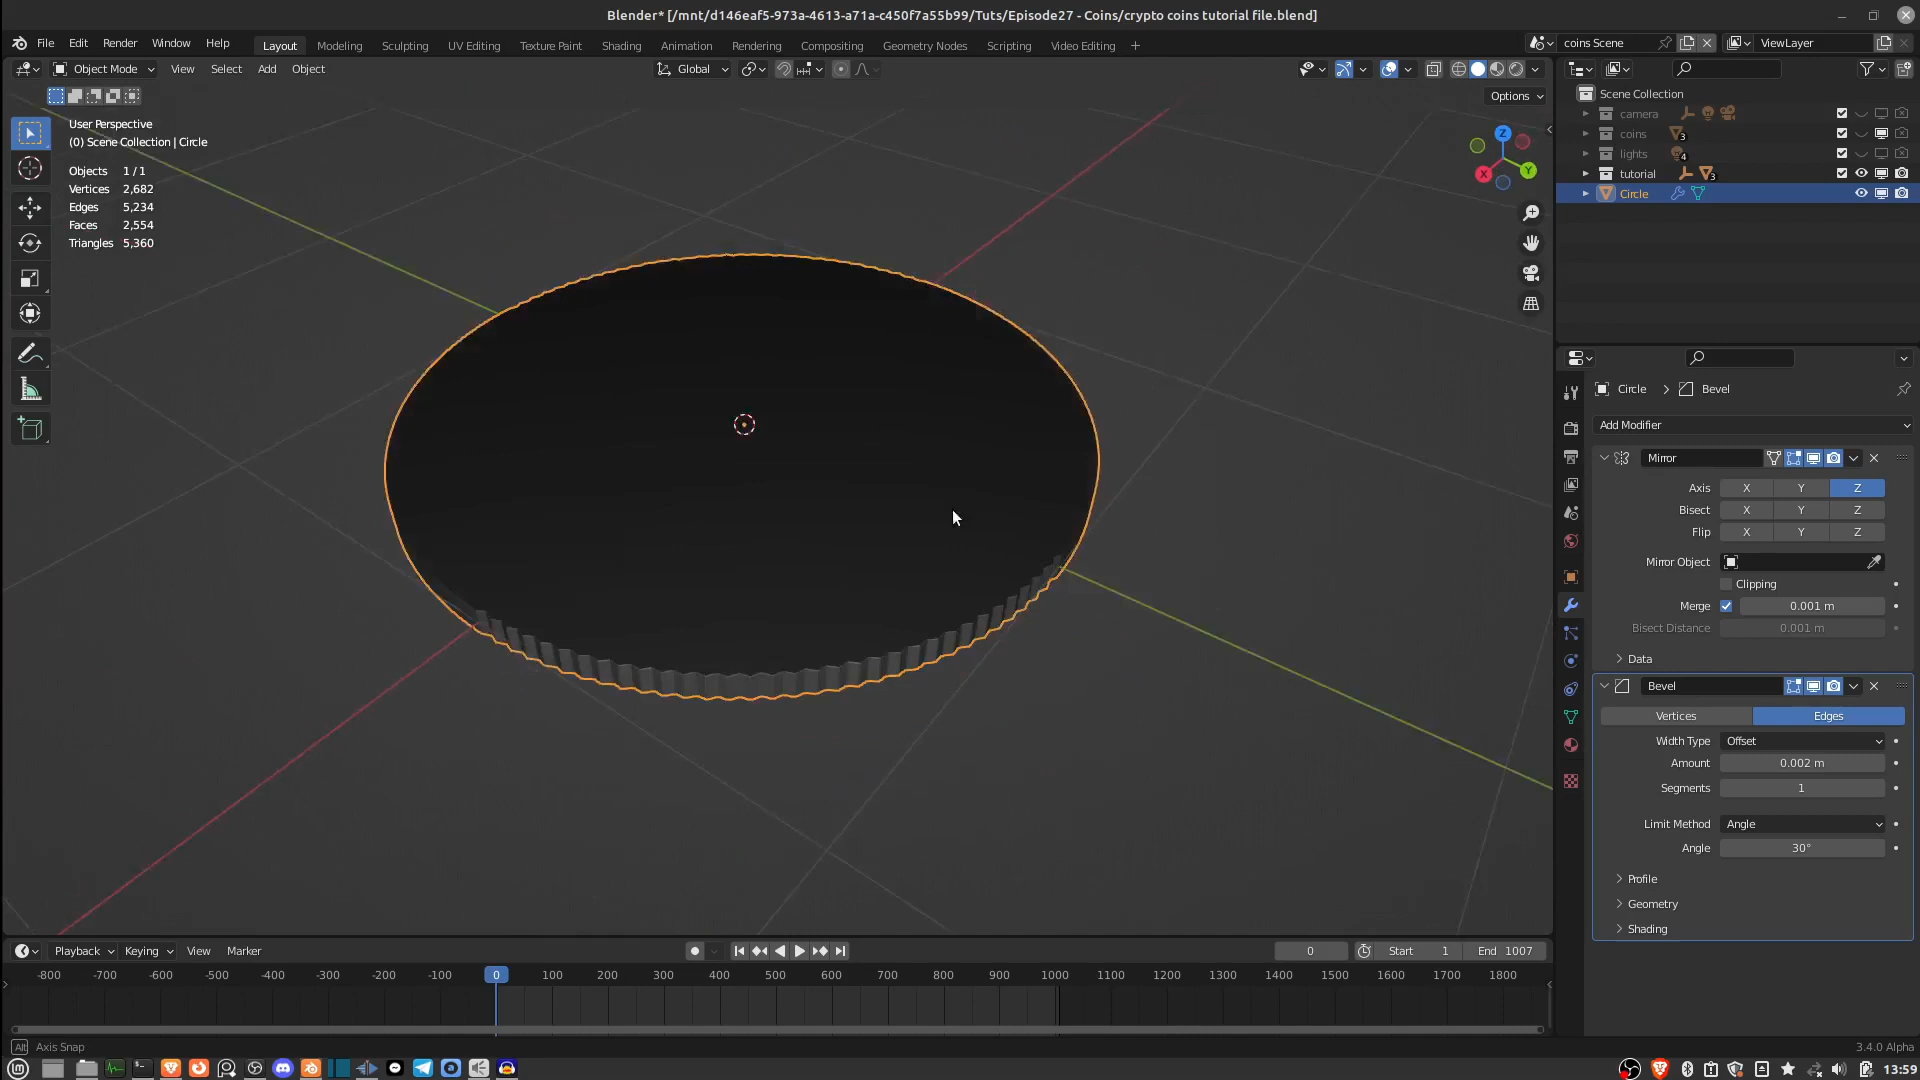 Blender* [/mnt/d146eaf5-973a-4613-a71a-c450f7a55b99/Tuts/Episode27 - Coins/crypto coins tutorial file.blend]
File Edit Render Window Help Layout Modeling Sculpting UV Editing Texture Paint Shading Animation Rendering Compositing Geometry Nodes Scripting Video Editing + coins Scene ViewLayer
Object Mode View Select Add Object Global
Options
User Perspective
(0) Scene Collection | Circle
Objects 1 / 1
Vertices 2,682
Edges 5,234
Faces 2,554
Triangles 5,360
Z
X
Y
Scene Collection
camera
coins 3
lights 4
tutorial 3
Circle
Circle > Bevel
Add Modifier
Mirror
Axis X Y Z
Bisect X Y Z
Flip X Y Z
Mirror Object
Clipping
Merge 0.001 m
Bisect Distance 0.001 m
Data
Bevel
Vertices Edges
Width Type Offset
Amount 0.002 m
Segments 1
Limit Method Angle
Angle 30°
Profile
Geometry
Shading
Playback Keying View Marker 0 Start 1 End 1007
-800 -700 -600 -500 -400 -300 -200 -100 0 100 200 300 400 500 600 700 800 900 1000 1100 1200 1300 1400 1500 1600 1700 1800
Alt Axis Snap
3.4.0 Alpha
13:59